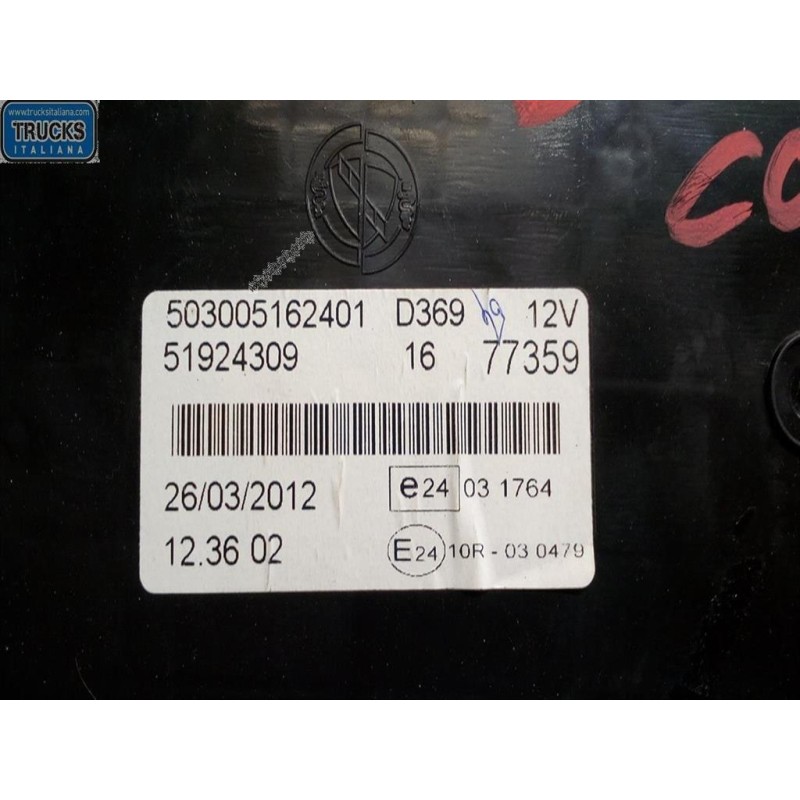 www.trucksitaliana.com
TRUCKS
ITALIANA
CO
503005162401 D369 12V
51924309 16 77359
26/03/2012 e24 03 1764
12.36 02 E24 10R - 03 0479